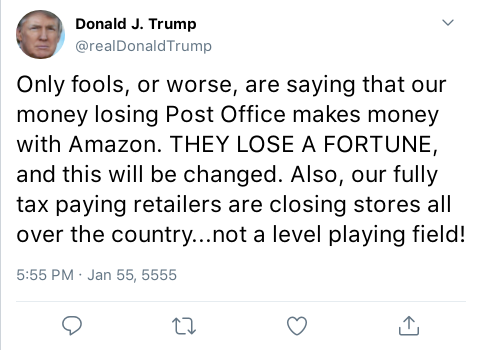 Donald J. Trump
@realDonaldTrump
Only fools, or worse, are saying that our
money losing Post Office makes money
with Amazon. THEY LOSE A FORTUNE,
and this will be changed. Also, our fully
tax paying retailers are closing stores all
over the country...not a level playing field!
5:55 PM · Jan 55, 5555